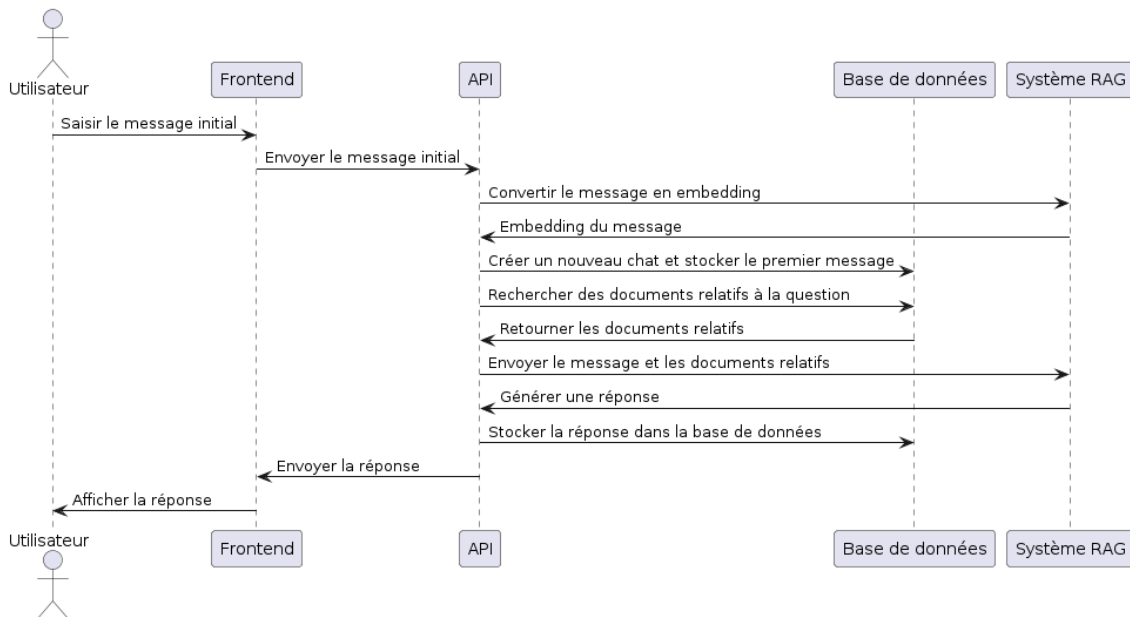 Utilisateur
Frontend
API
Base de données
Système RAG
Saisir le message initial
Envoyer le message initial
Convertir le message en embedding
Embedding du message
Créer un nouveau chat et stocker le premier message
Rechercher des documents relatifs à la question
Retourner les documents relatifs
Envoyer le message et les documents relatifs
Générer une réponse
Stocker la réponse dans la base de données
Envoyer la réponse
Afficher la réponse
Utilisateur
Frontend
API
Base de données
Système RAG